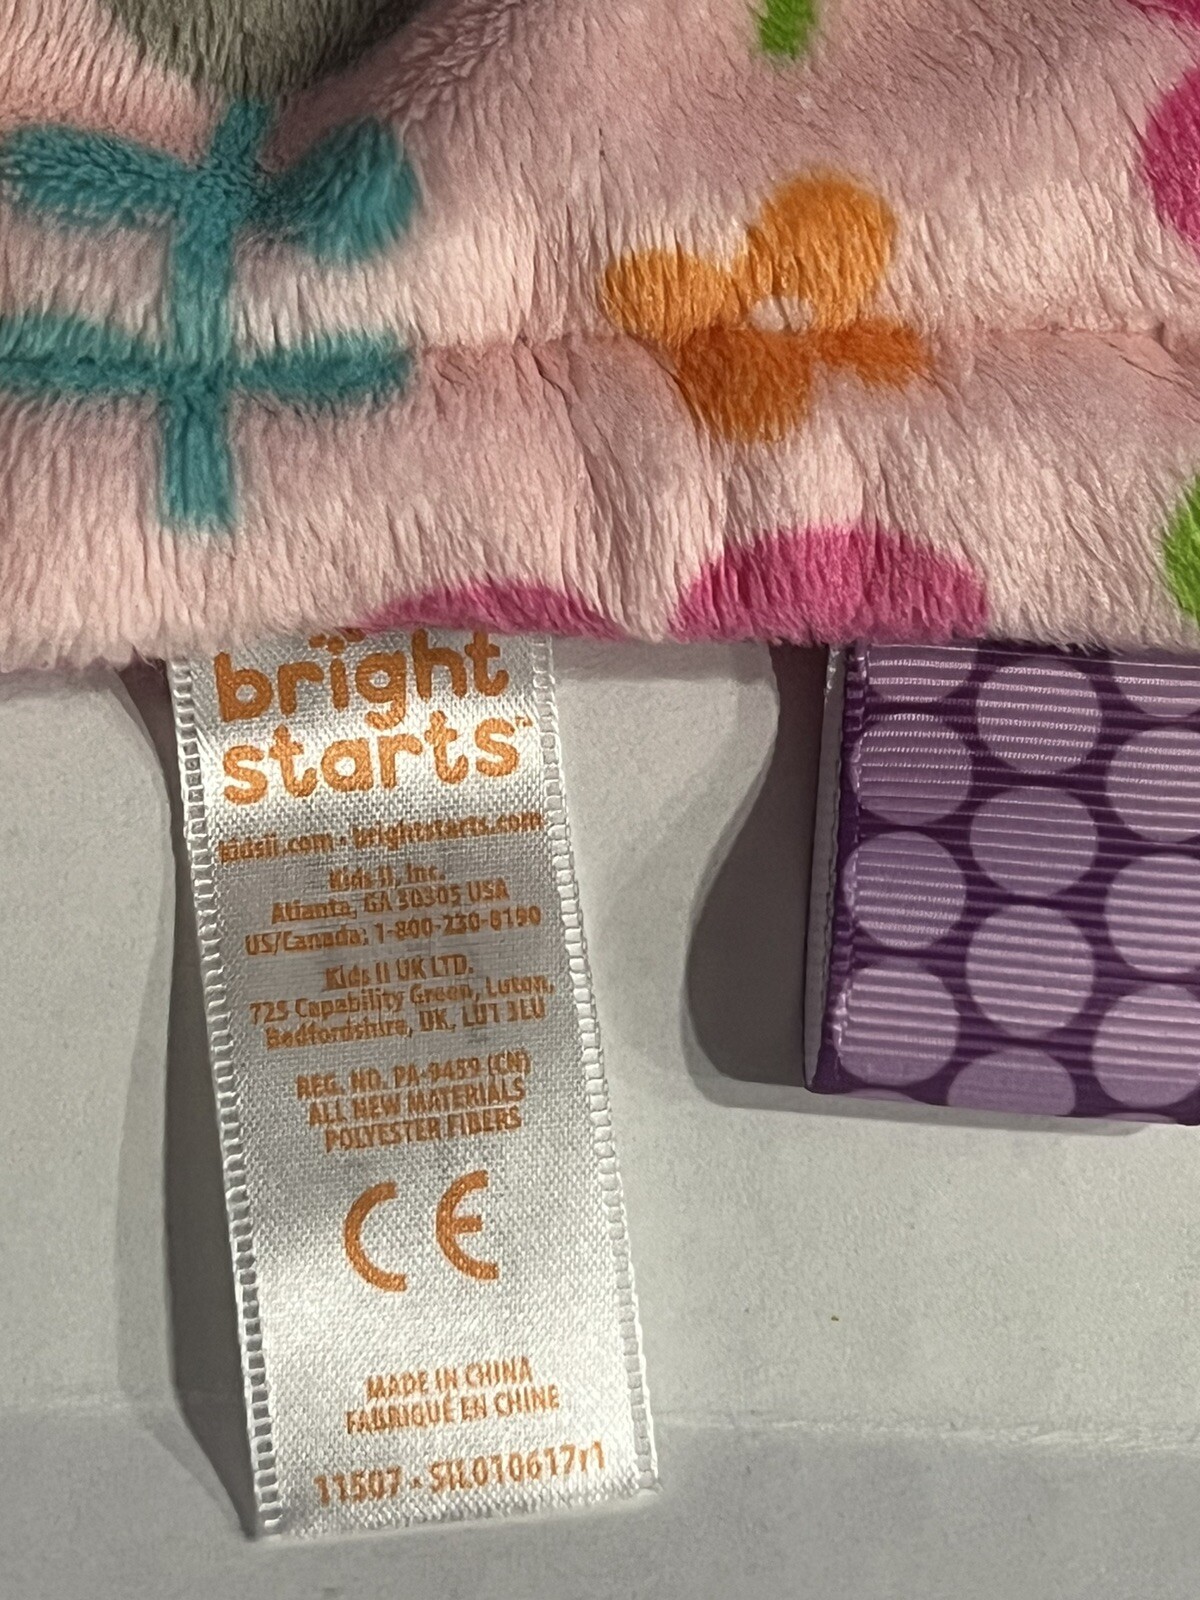 bright
starts™
kidsii.com • brightstarts.com
Kids II, Inc.
Atlanta, GA 30305 USA
US/Canada: 1-800-230-8190
Kids II UK LTD.
725 Capability Green, Luton,
Bedfordshire, UK, LU1 3LU
REG. NO. PA-9459 (CN)
ALL NEW MATERIALS
POLYESTER FIBERS
CE
MADE IN CHINA
FABRIQUÉ EN CHINE
11507 - SIL010617r1